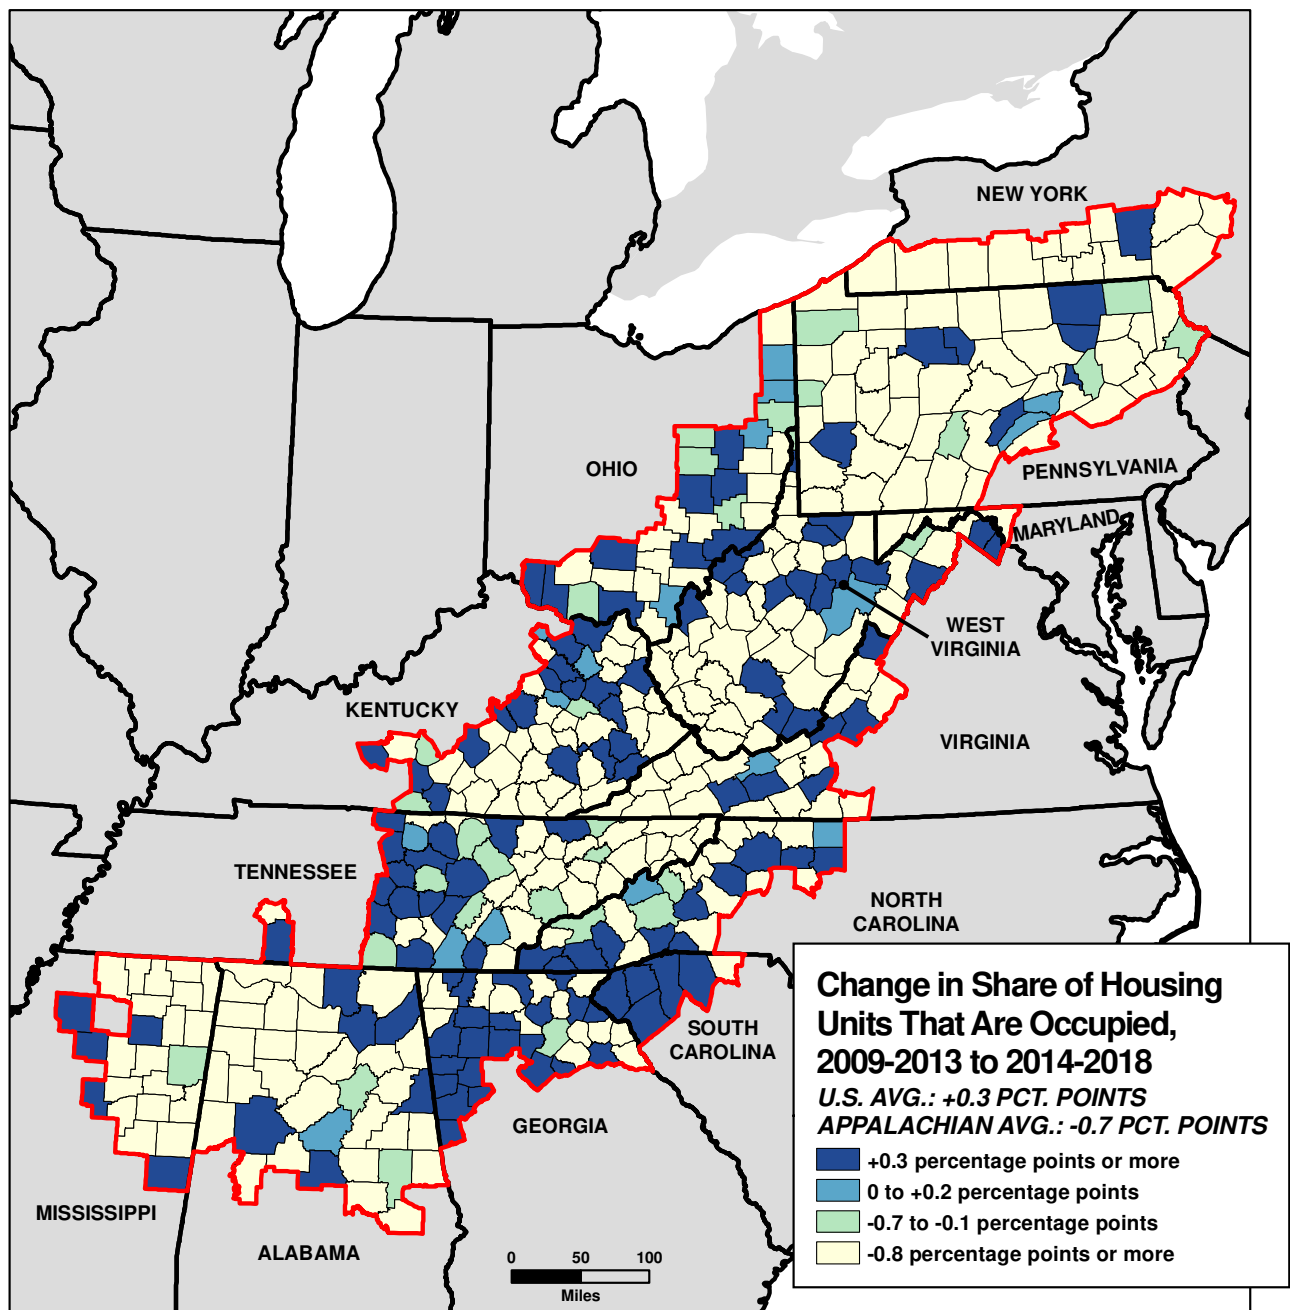 NEW YORK
OHIO
PENNSYLVANIA
MARYLAND
WEST
VIRGINIA
KENTUCKY
VIRGINIA
TENNESSEE
NORTH
CAROLINA
SOUTH
CAROLINA
GEORGIA
MISSISSIPPI
ALABAMA
0 50 100
Miles
Change in Share of Housing
Units That Are Occupied,
2009-2013 to 2014-2018
U.S. AVG.: +0.3 PCT. POINTS
APPALACHIAN AVG.: -0.7 PCT. POINTS
+0.3 percentage points or more
0 to +0.2 percentage points
-0.7 to -0.1 percentage points
-0.8 percentage points or more